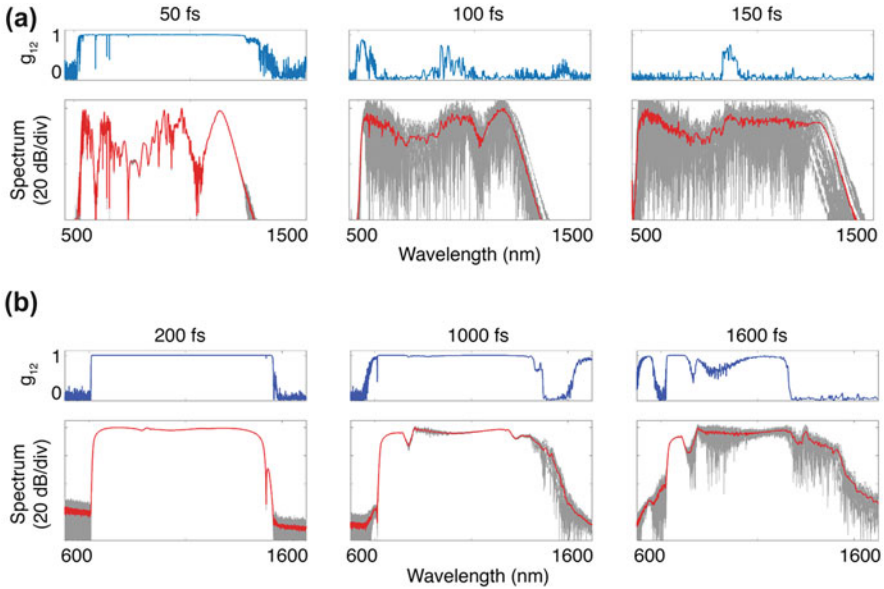 (a)
50 fs
100 fs
150 fs
g12
1
0
Spectrum
(20 dB/div)
500
1500
500
1500
500
1500
Wavelength (nm)
(b)
200 fs
1000 fs
1600 fs
g12
1
0
Spectrum
(20 dB/div)
600
1600
600
1600
600
1600
Wavelength (nm)